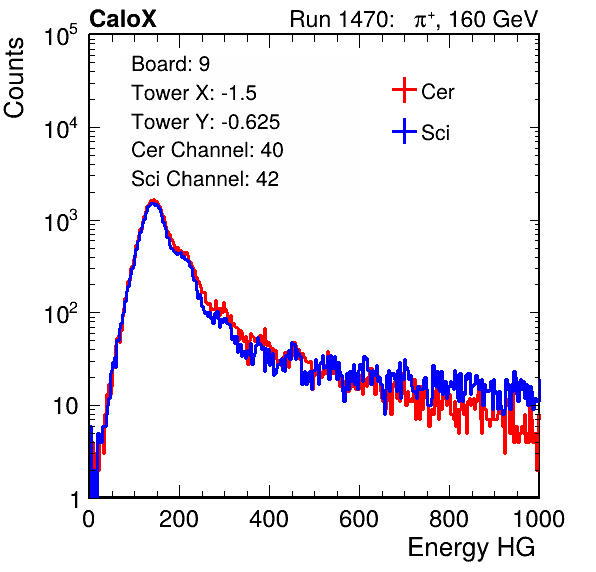 CaloX Run 1470: π⁺, 160 GeV
Counts
10⁵
10⁴
10³
10²
10
1
Board: 9
Tower X: -1.5
Tower Y: -0.625
Cer Channel: 40
Sci Channel: 42
Cer
Sci
0 200 400 600 800 1000
Energy HG